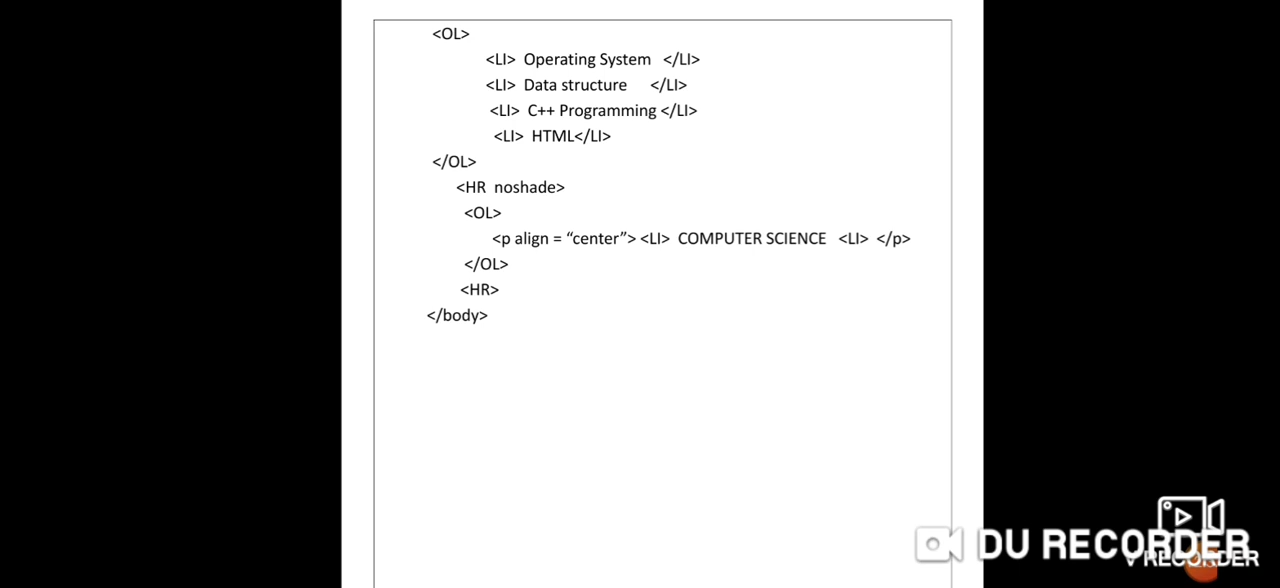 <OL>
<LI> Operating System </LI>
<LI> Data structure </LI>
<LI> C++ Programming </LI>
<LI> HTML</LI>
</OL>
<HR noshade>
<OL>
<p align = “center”> <LI> COMPUTER SCIENCE <LI> </p>
</OL>
<HR>
</body>
DU RECORDER
V RECORDER